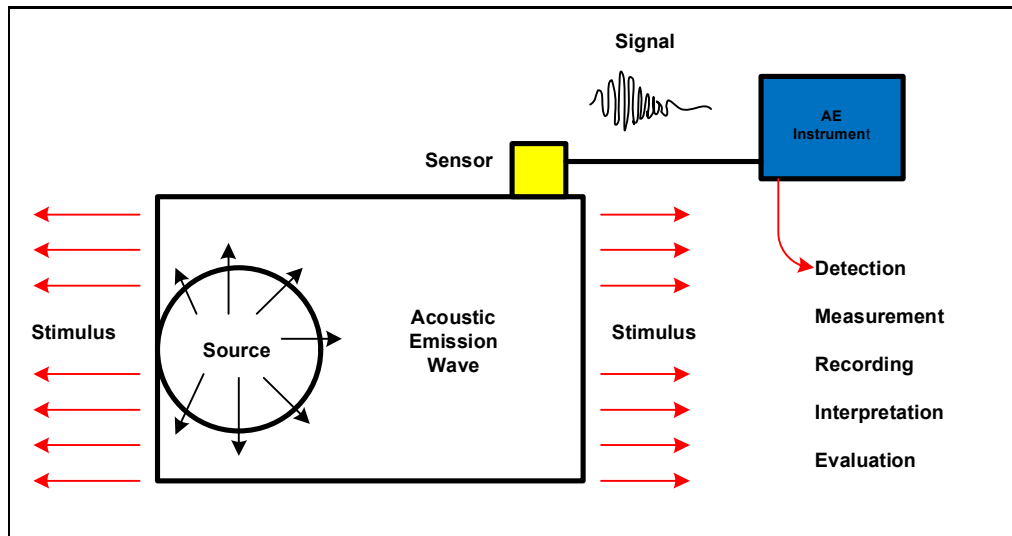 Signal
AE
Instrument
Sensor
Stimulus
Source
Acoustic
Emission
Wave
Stimulus
Detection
Measurement
Recording
Interpretation
Evaluation